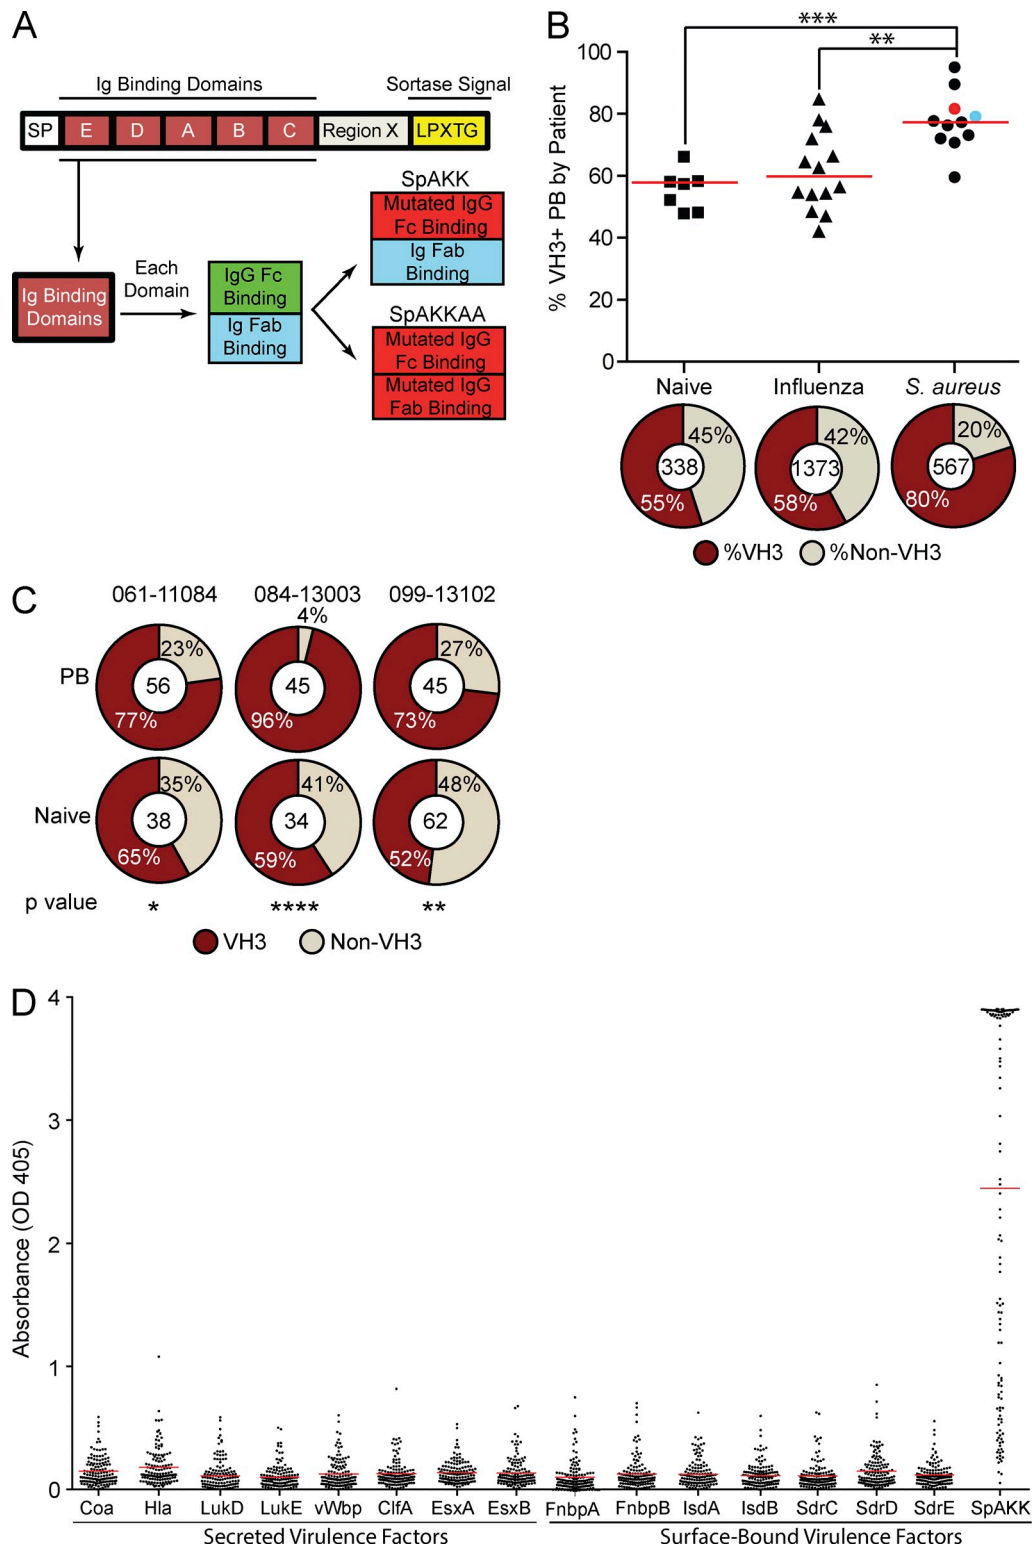 A
Ig Binding Domains
Sortase Signal
SP E D A B C Region X LPXTG
Ig Binding
Domains
Each
Domain
IgG Fc
Binding
Ig Fab
Binding
SpAKK
Mutated IgG
Fc Binding
Ig Fab
Binding
SpAKKAA
Mutated IgG
Fc Binding
Mutated IgG
Fab Binding
B
***
**
% VH3+ PB by Patient
100
80
60
40
20
0
Naive Influenza S. aureus
45% 42% 20%
338 1373 567
55% 58% 80%
%VH3 %Non-VH3
C
061-11084 084-13003 099-13102
PB
23% 4% 27%
56 45 45
77% 96% 73%
Naive
35% 41% 48%
38 34 62
65% 59% 52%
p value * **** **
VH3 Non-VH3
D
Absorbance (OD 405)
4
3
2
1
0
Coa Hla LukD LukE vWbp ClfA EsxA EsxB FnbpA FnbpB IsdA IsdB SdrC SdrD SdrE SpAKK
Secreted Virulence Factors Surface-Bound Virulence Factors